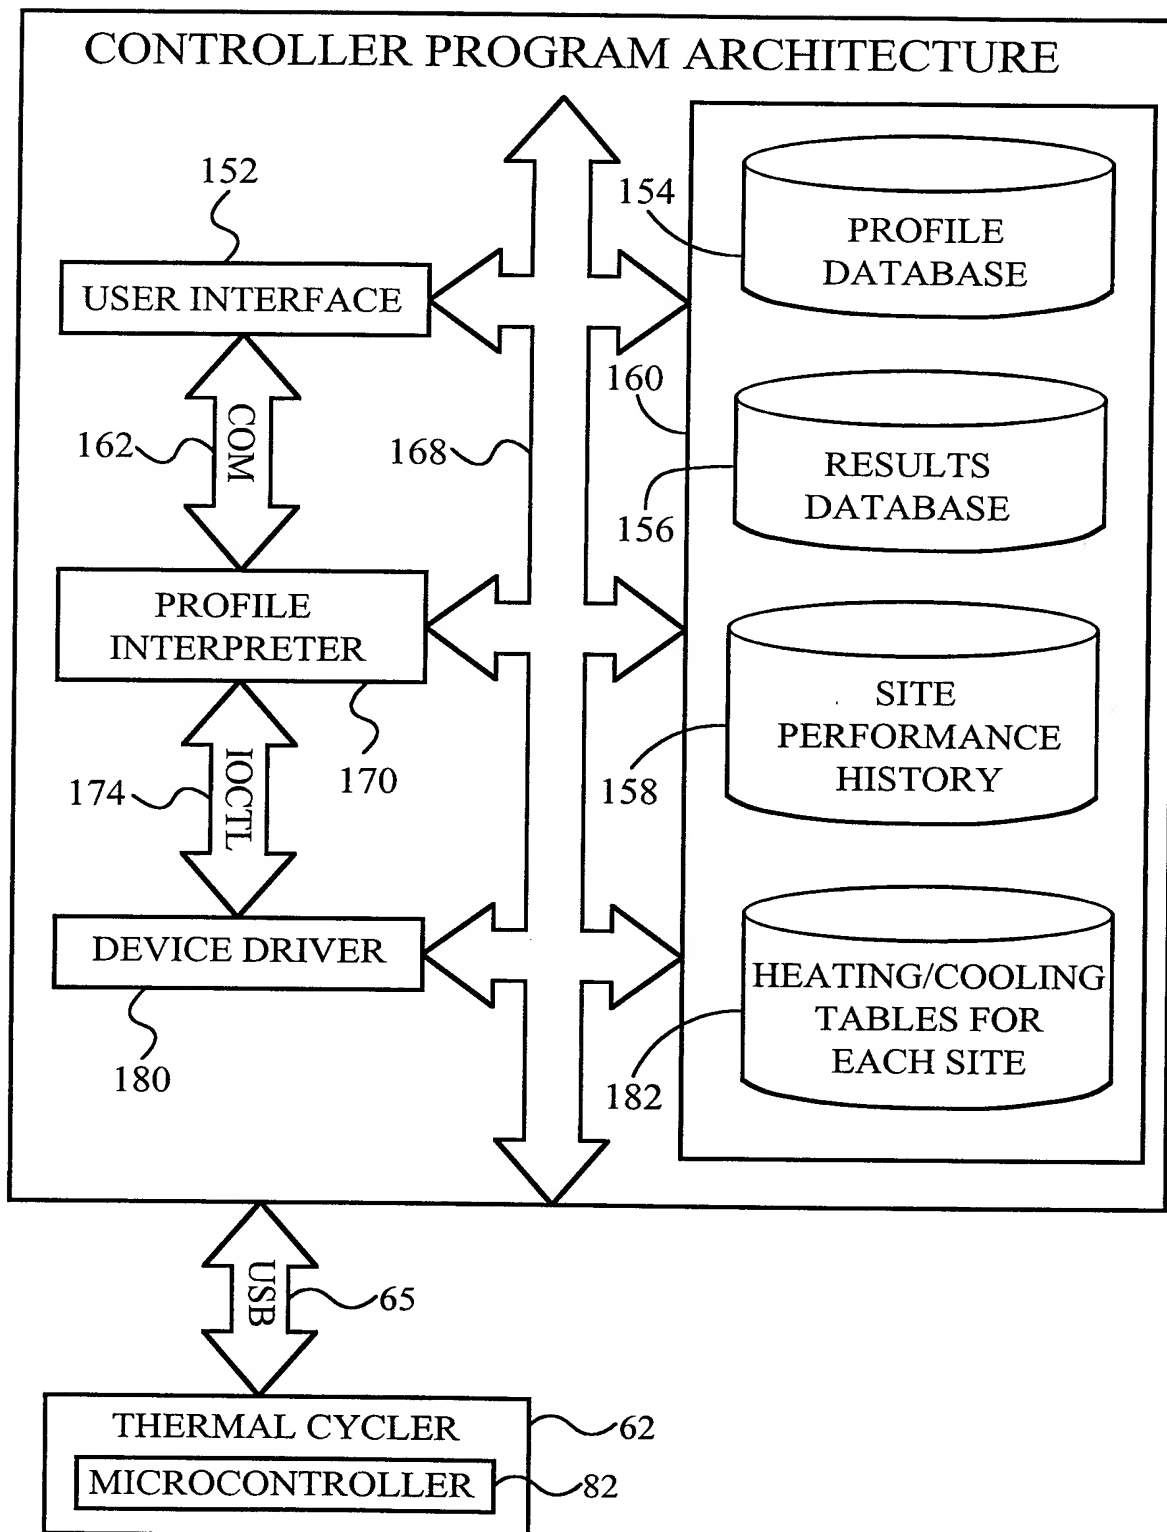 CONTROLLER PROGRAM ARCHITECTURE
152
154
PROFILE
DATABASE
USER INTERFACE
160
162
COM
168
156
RESULTS
DATABASE
PROFILE
INTERPRETER
SITE
PERFORMANCE
HISTORY
174
IOCTL
170
158
DEVICE DRIVER
HEATING/COOLING
TABLES FOR
EACH SITE
180
182
USB
65
THERMAL CYCLER
62
MICROCONTROLLER
82